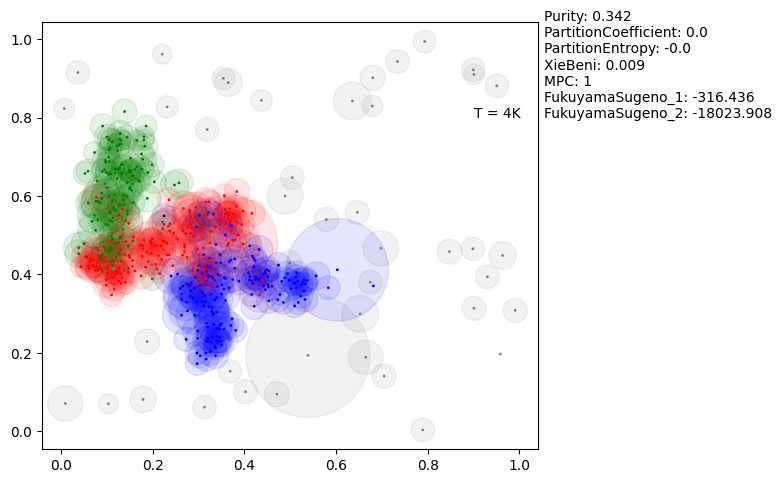 Purity: 0.342
PartitionCoefficient: 0.0
PartitionEntropy: -0.0
XieBeni: 0.009
MPC: 1
FukuyamaSugeno_1: -316.436
FukuyamaSugeno_2: -18023.908
T = 4K
1.0
0.8
0.6
0.4
0.2
0.0
0.0 0.2 0.4 0.6 0.8 1.0